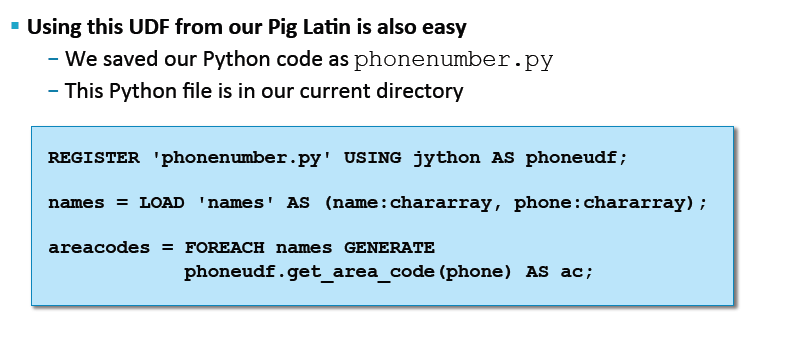 ▪ Using this UDF from our Pig Latin is also easy
– We saved our Python code as phonenumber.py
– This Python file is in our current directory
REGISTER 'phonenumber.py' USING jython AS phoneudf;
names = LOAD 'names' AS (name:chararray, phone:chararray);
areacodes = FOREACH names GENERATE
phoneudf.get_area_code(phone) AS ac;